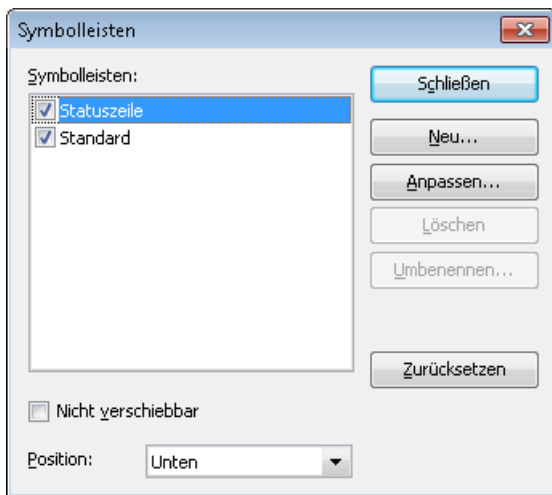 Symbolleisten
Symbolleisten:
Statuszeile
Standard
Schließen
Neu...
Anpassen...
Löschen
Umbenennen...
Zurücksetzen
Nicht verschiebbar
Position:
Unten